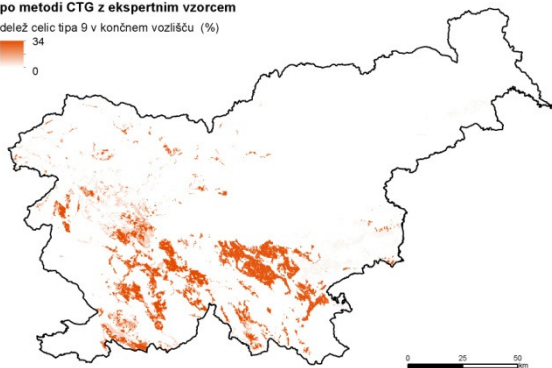 po metodi CTG z ekspertnim vzorcem
delež celic tipa 9 v končnem vozlišču (%)
34
0
0 25 50
km